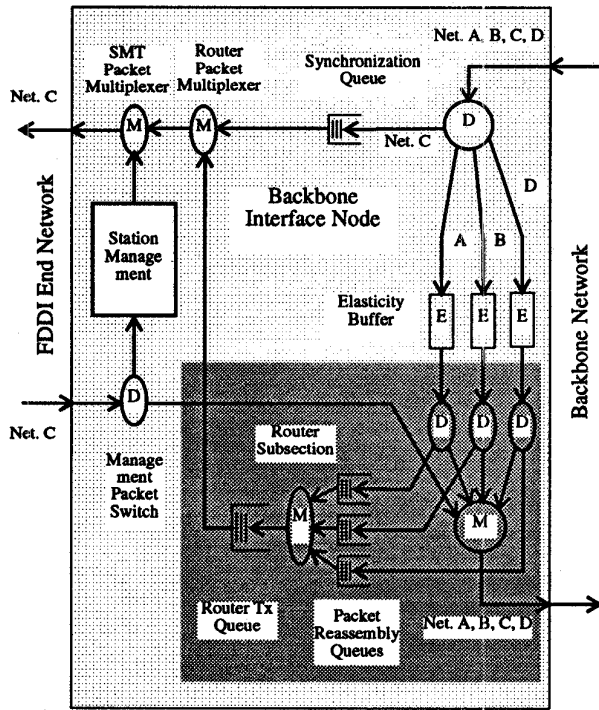 Net. A, B, C, D
SMT
Packet
Multiplexer
Router
Packet
Multiplexer
Synchronization
Queue
Net. C
M
M
D
Net. C
D
Backbone
Interface Node
A
B
Station
Manage
ment
FDDI End Network
Backbone Network
Elasticity
Buffer
E
E
E
D
D
D
D
Net. C
Router
Subsection
Manage
ment
Packet
Switch
M
M
Router Tx
Queue
Packet
Reassembly
Queues
Net. A, B, C, D